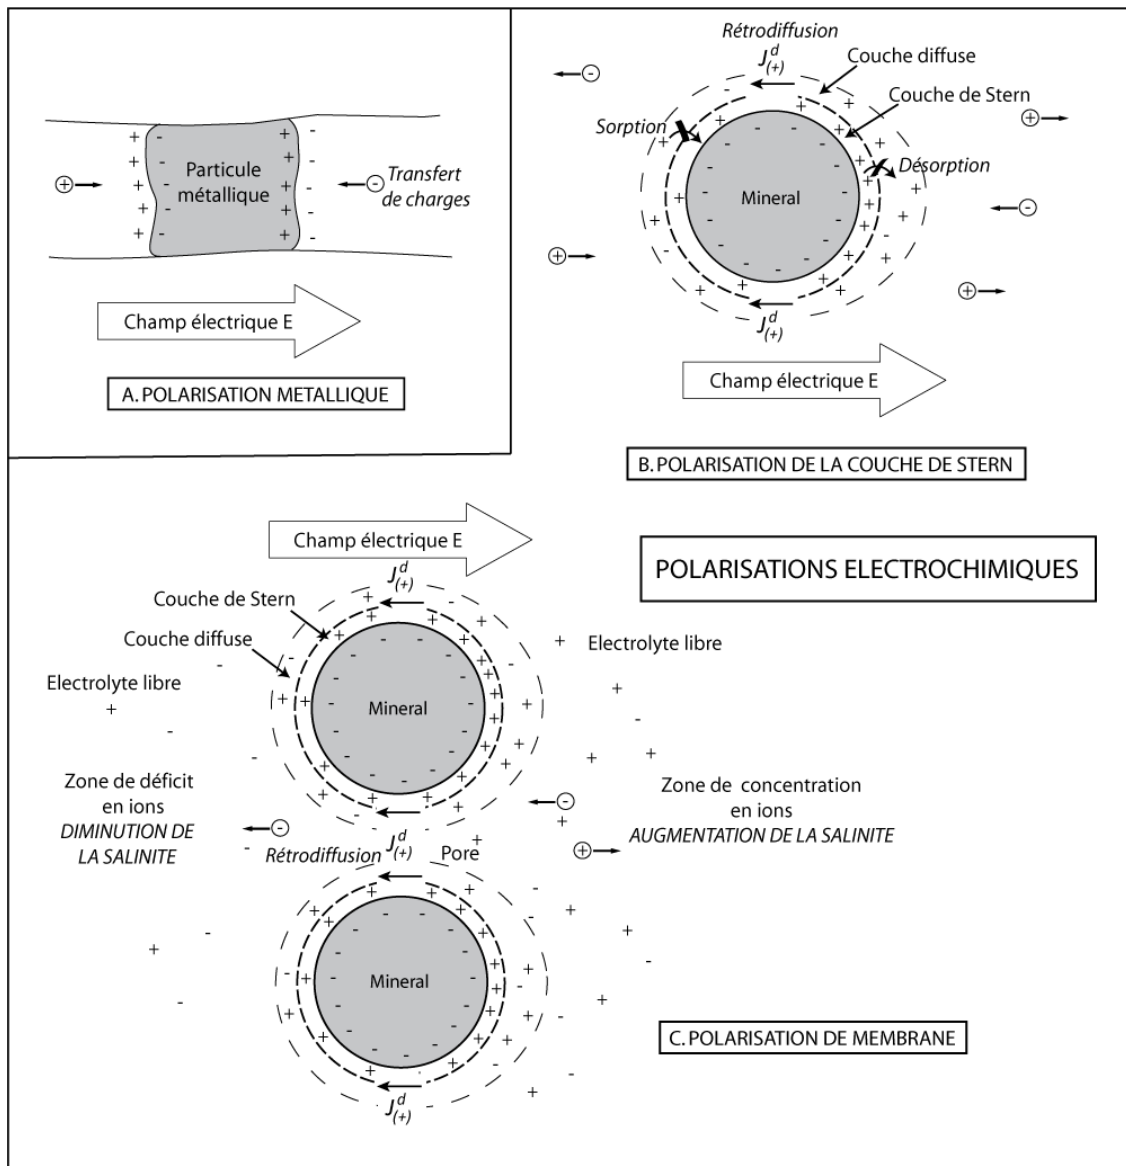 Particule
métallique
Transfert
de charges
Champ électrique E
A. POLARISATION METALLIQUE
Rétrodiffusion
J(+)^d
Couche diffuse
Couche de Stern
Sorption
Désorption
Mineral
J(+)^d
Champ électrique E
B. POLARISATION DE LA COUCHE DE STERN
POLARISATIONS ELECTROCHIMIQUES
Champ électrique E
J(+)^d
Couche de Stern
Couche diffuse
Electrolyte libre
Electrolyte libre
Mineral
Zone de déficit
en ions
DIMINUTION DE
LA SALINITE
Zone de concentration
en ions
AUGMENTATION DE LA SALINITE
Rétrodiffusion
J(+)^d
Pore
Mineral
J(+)^d
C. POLARISATION DE MEMBRANE